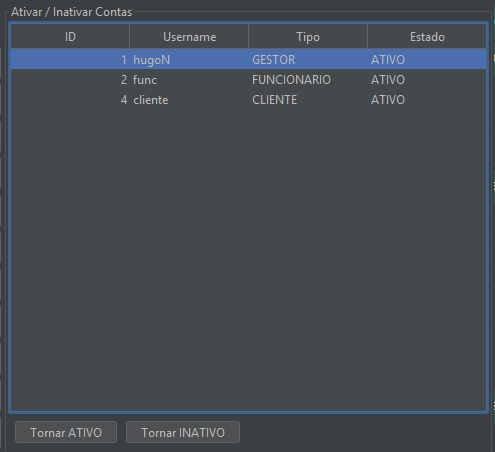 Ativar / Inativar Contas
ID Username Tipo Estado
1 hugoN GESTOR ATIVO
2 func FUNCIONARIO ATIVO
4 cliente CLIENTE ATIVO
Tornar ATIVO Tornar INATIVO